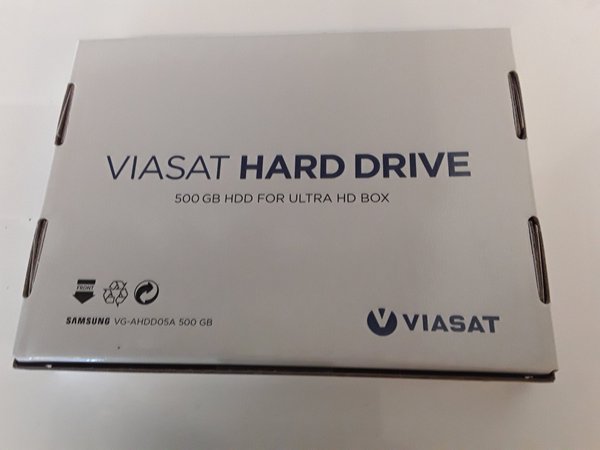 VIASAT HARD DRIVE
500 GB HDD FOR ULTRA HD BOX
FRONT
SAMSUNG VG-AHDD05A 500 GB
VIASAT